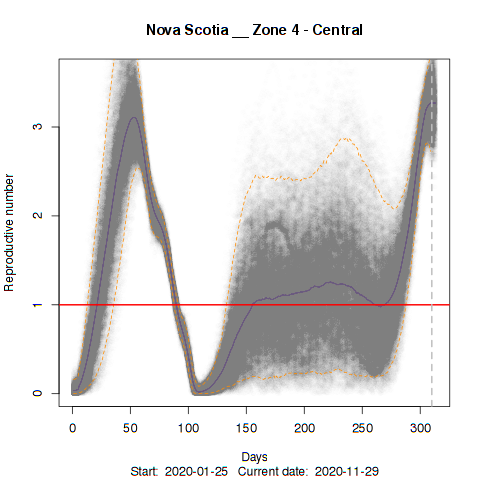 Nova Scotia __ Zone 4 - Central
Reproductive number
3
2
1
0
0 50 100 150 200 250 300
Days
Start: 2020-01-25 Current date: 2020-11-29